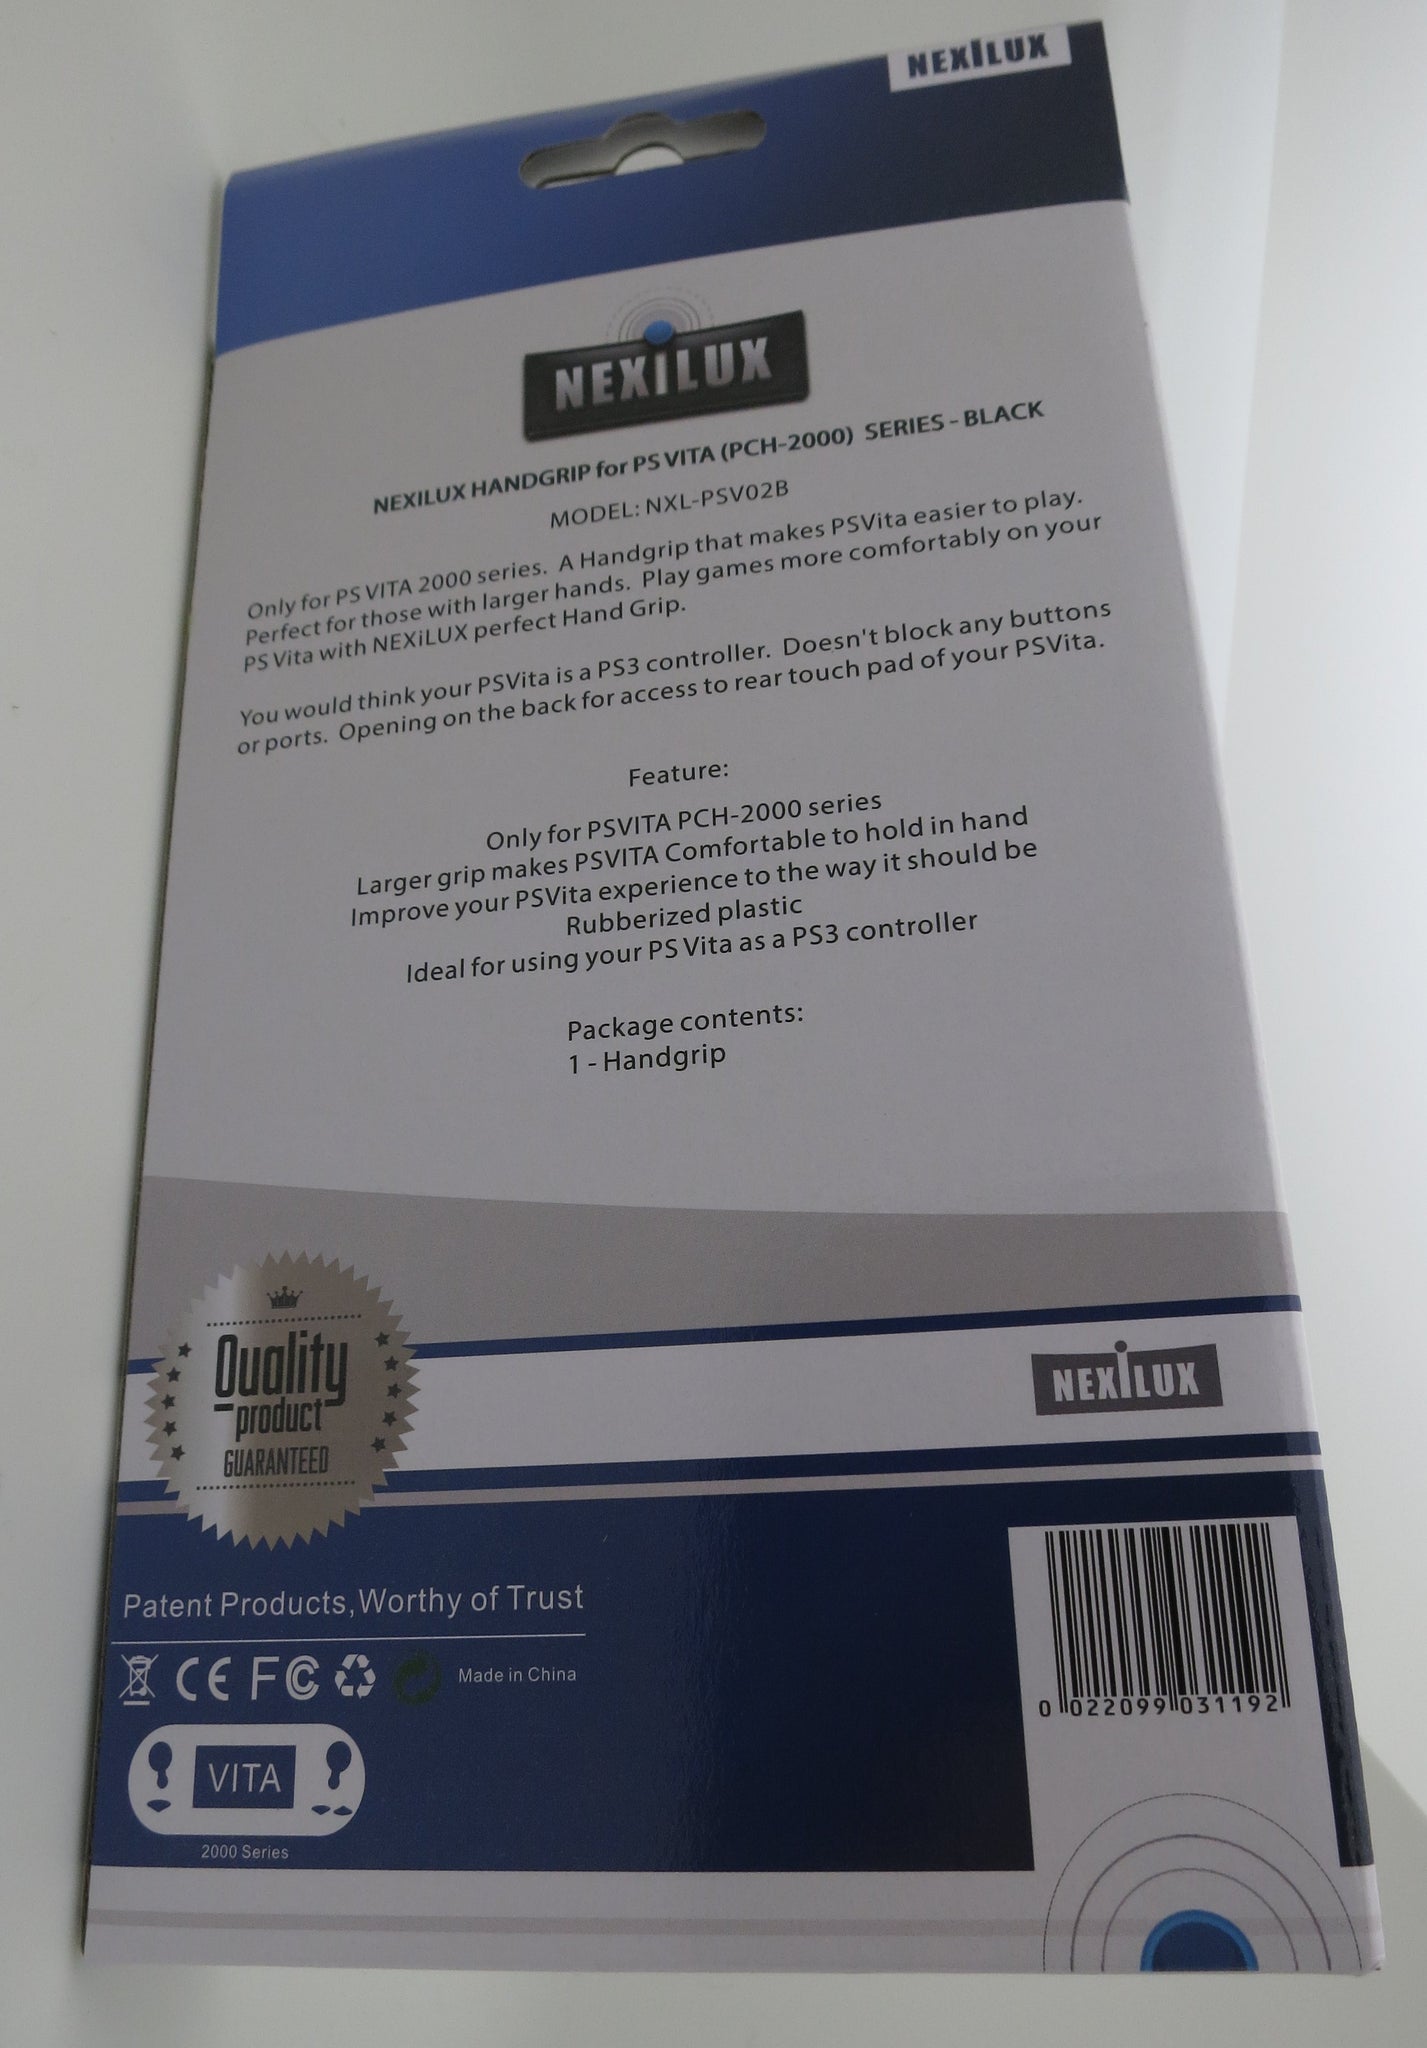 NEXiLUX
NEXiLUX
NEXILUX HANDGRIP for PS VITA (PCH-2000) SERIES - BLACK
MODEL: NXL-PSV02B
Only for PS VITA 2000 series. A Handgrip that makes PSVita easier to play.
Perfect for those with larger hands. Play games more comfortably on your
PS Vita with NEXiLUX perfect Hand Grip.
You would think your PSVita is a PS3 controller. Doesn't block any buttons
or ports. Opening on the back for access to rear touch pad of your PSVita.
Feature:
Only for PSVITA PCH-2000 series
Larger grip makes PSVITA Comfortable to hold in hand
Improve your PSVita experience to the way it should be
Rubberized plastic
Ideal for using your PS Vita as a PS3 controller
Package contents:
1 - Handgrip
Quality
product
GUARANTEED
NEXiLUX
Patent Products,Worthy of Trust
CE FC Made in China
VITA
2000 Series
0 022099 031192